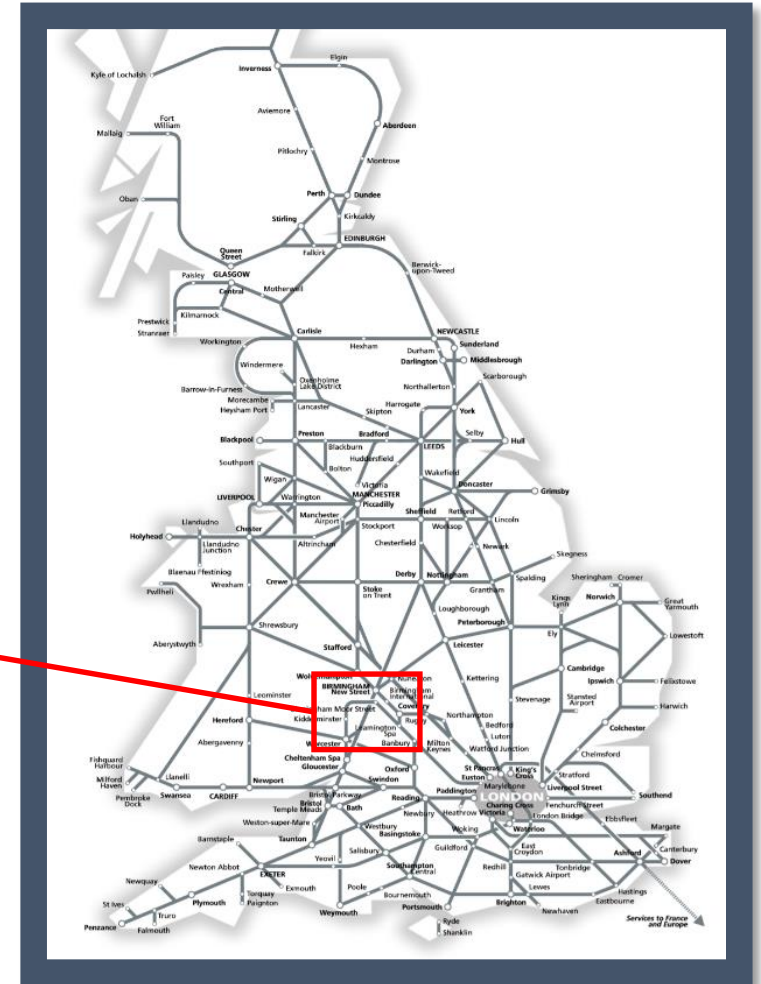 Elgin
Inverness
Kyle of Lochalsh
Aviemore
Fort
William
Mallaig
Aberdeen
Pitlochry
Montrose
Perth
Dundee
Oban
Kirkcaldy
Stirling
EDINBURGH
Queen
Street
Falkirk
Berwick-
upon-Tweed
Paisley
GLASGOW
Central
Motherwell
Kilmarnock
Prestwick
Stranraer
Carlisle
NEWCASTLE
Workington
Hexham
Sunderland
Durham
Darlington
Middlesbrough
Windermere
Scarborough
Oxenholme
Lake District
Barrow-in-Furness
Northallerton
Morecambe
Heysham Port
Lancaster
Harrogate
York
Skipton
Preston
Bradford
Selby
Blackpool
Blackburn
LEEDS
Hull
Huddersfield
Southport
Bolton
Wakefield
Wigan
Victoria
Doncaster
MANCHESTER
Piccadilly
Grimsby
LIVERPOOL
Warrington
Manchester
Airport
Sheffield
Retford
Stockport
Worksop
Lincoln
Llandudno
Holyhead
Chester
Llandudno
Junction
Altrincham
Chesterfield
Newark
Skegness
Blaenau Ffestiniog
Wrexham
Crewe
Stoke
on Trent
Derby
Nottingham
Grantham
Spalding
Sheringham
Cromer
Pwllheli
Kings
Lynn
Norwich
Great
Yarmouth
Loughborough
Shrewsbury
Peterborough
Ely
Lowestoft
Aberystwyth
Stafford
Leicester
Cambridge
Nuneaton
BIRMINGHAM
New Street
Birmingham
International
Kettering
Ipswich
Felixstowe
Leominster
Moor Street
Coventry
Stansted
Airport
Stevenage
Harwich
Hereford
Kidderminster
Rugby
Northampton
Leamington
Spa
Bedford
Colchester
Abergavenny
Worcester
Banbury
Milton
Keynes
Luton
Watford Junction
Chelmsford
Fishguard
Harbour
Cheltenham Spa
Gloucester
Oxford
St Pancras
King's
Cross
Milford
Haven
Llanelli
Swindon
Euston
Stratford
Pembroke
Dock
Swansea
CARDIFF
Newport
Bristol Parkway
Marylebone
Liverpool Street
Bristol
Temple Meads
Bath
Reading
Paddington
LONDON
Southend
Newbury
Heathrow
Victoria
Charing Cross
Fenchurch Street
London Bridge
Ebbsfleet
Weston-super-Mare
Westbury
Basingstoke
Woking
Waterloo
Margate
Barnstaple
Taunton
Salisbury
Guildford
East
Croydon
Canterbury
Yeovil
Ashford
Dover
Newton Abbot
Southampton
Central
Redhill
Tonbridge
Gatwick Airport
EXETER
Newquay
Exmouth
Poole
Lewes
Hastings
Torquay
Paignton
Bournemouth
Eastbourne
St Ives
Plymouth
Brighton
Newhaven
Truro
Weymouth
Portsmouth
Penzance
Falmouth
Ryde
Shanklin
Services to France
and Europe